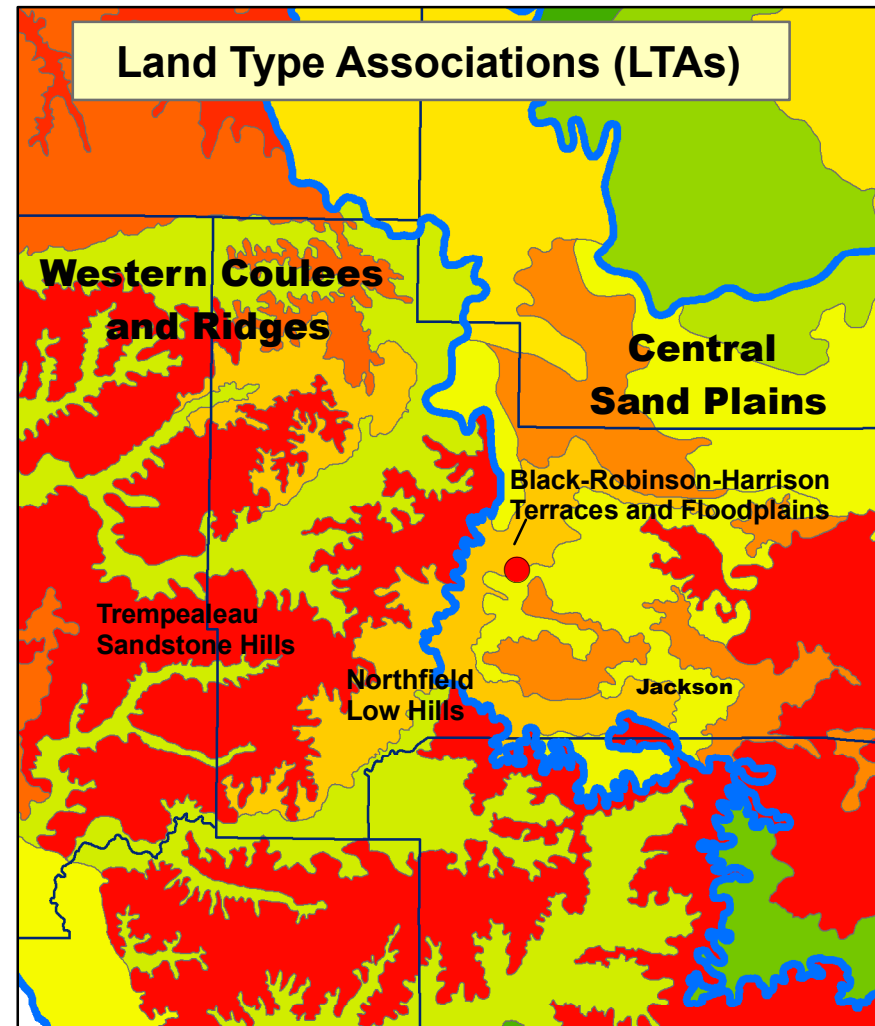 Land Type Associations (LTAs)
Western Coulees
and Ridges
Central
Sand Plains
Black-Robinson-Harrison
Terraces and Floodplains
Trempealeau
Sandstone Hills
Northfield
Low Hills
Jackson